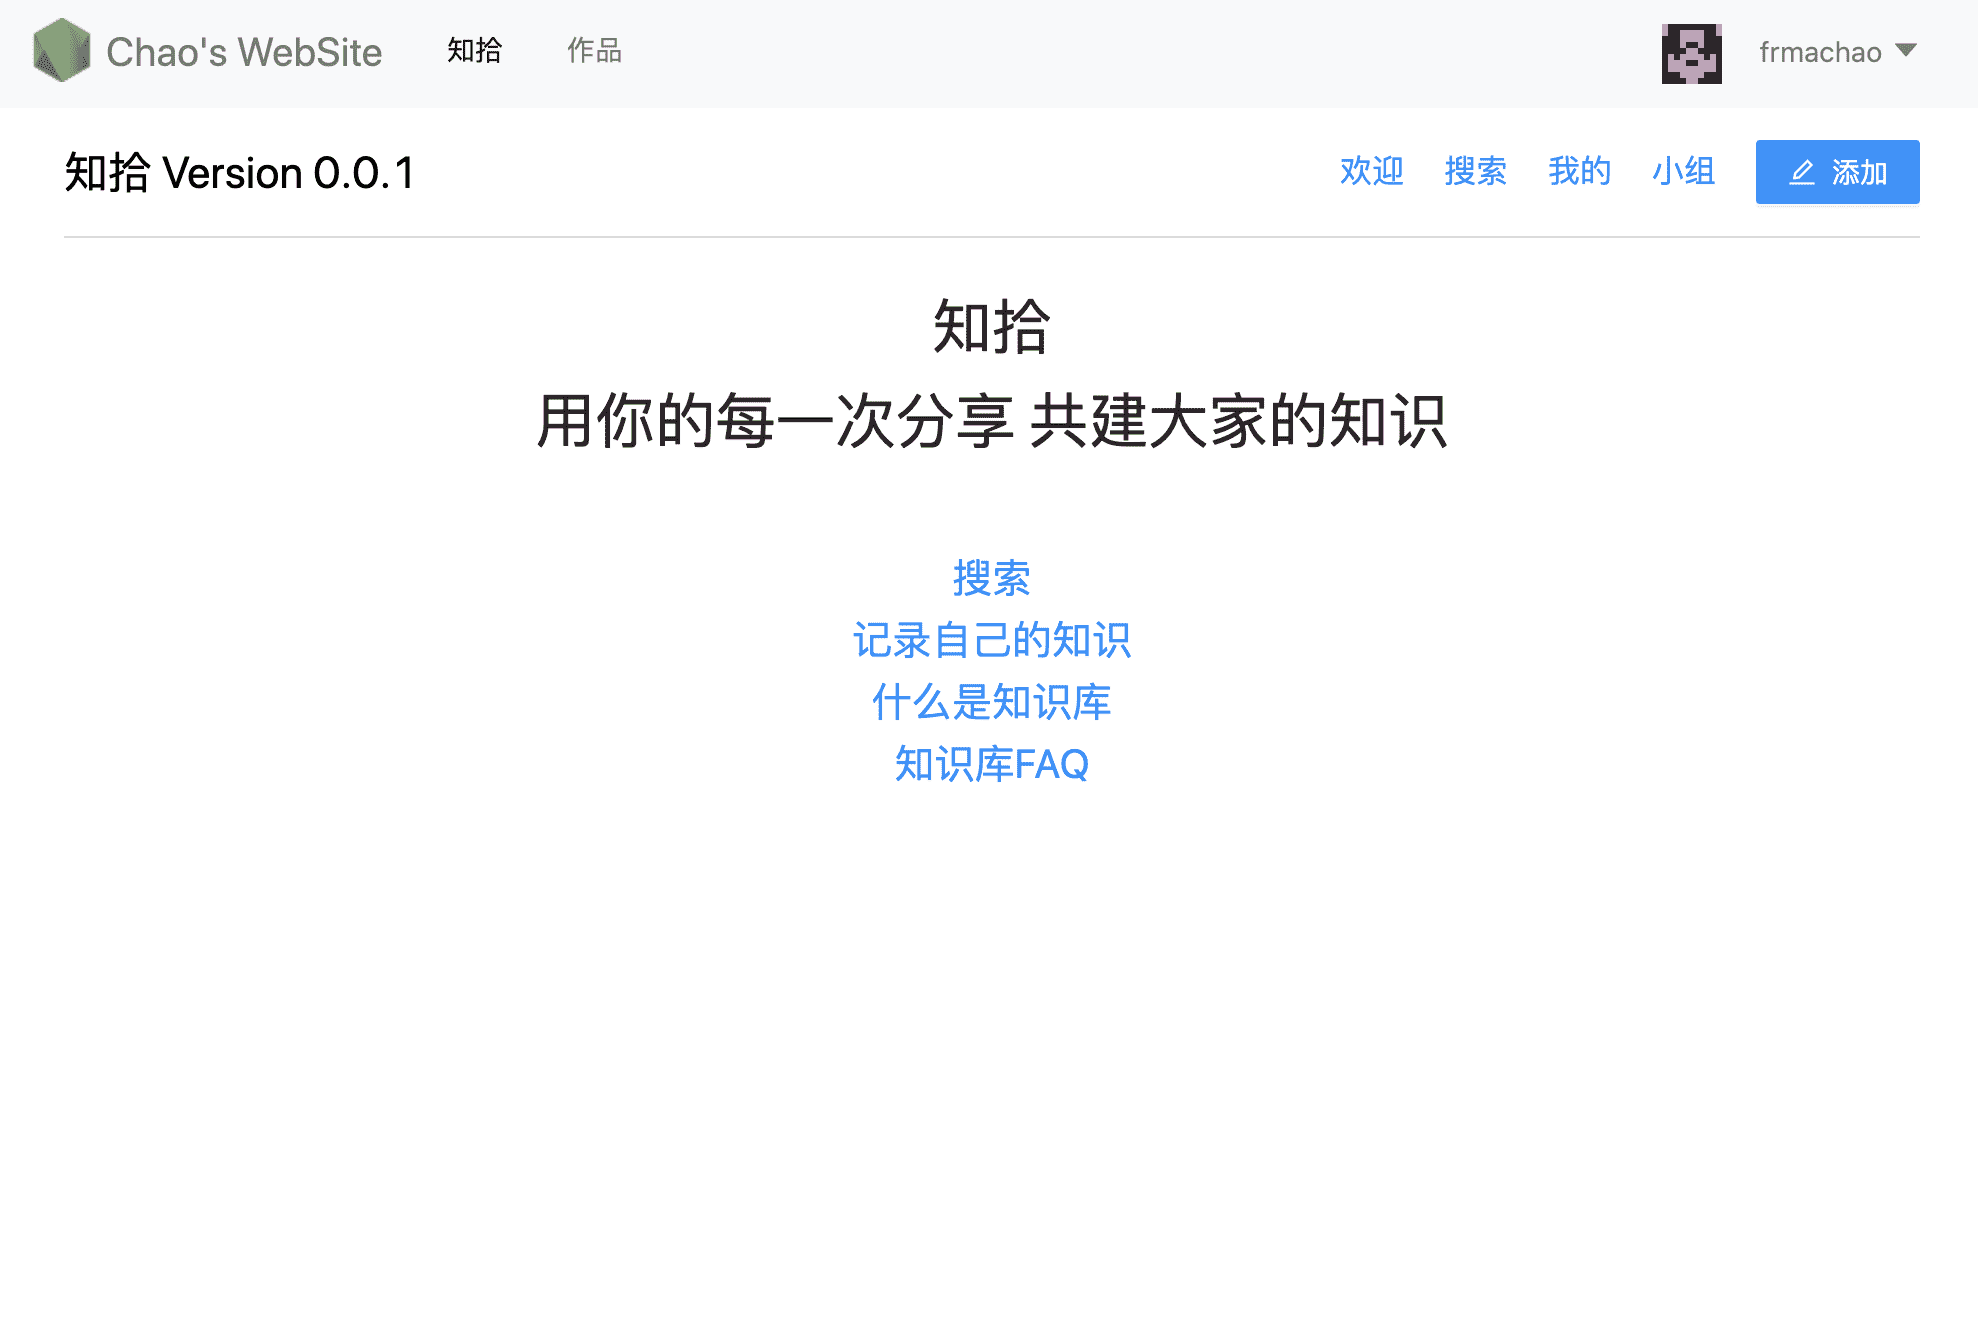 Chao's WebSite 知拾 作品 frmachao
知拾 Version 0.0.1 欢迎 搜索 我的 小组 添加
知拾
用你的每一次分享 共建大家的知识
搜索
记录自己的知识
什么是知识库
知识库FAQ